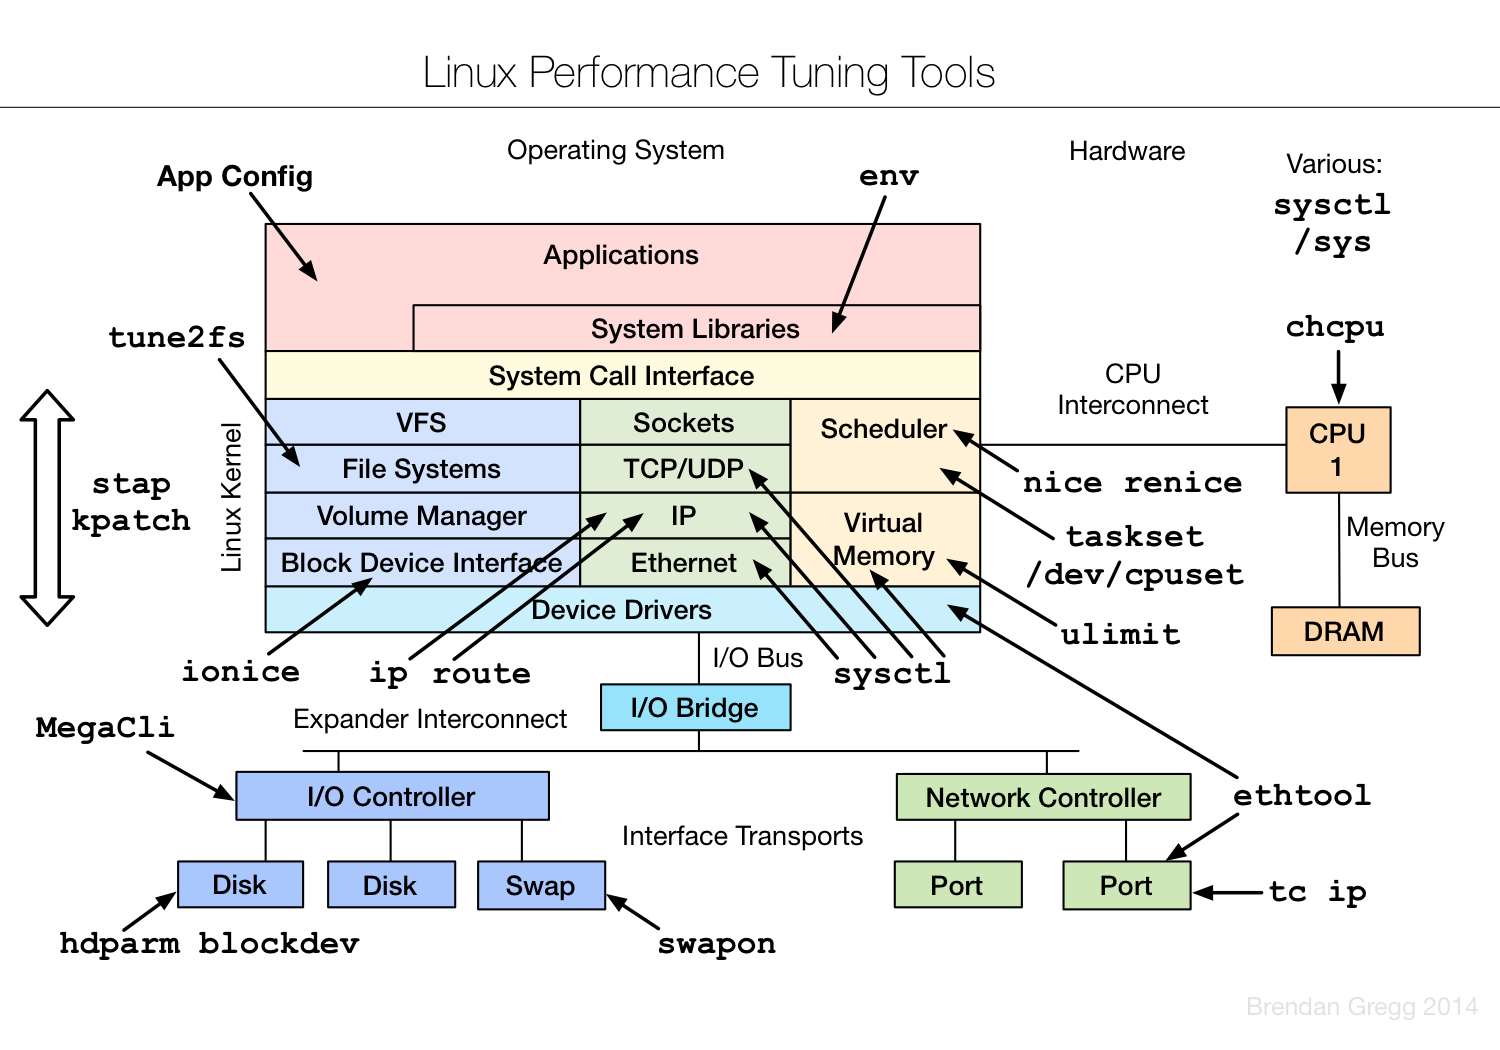 Linux Performance Tuning Tools
Operating System
Hardware
Various:
sysctl
/sys
App Config
env
Applications
System Libraries
tune2fs
chcpu
System Call Interface
CPU
Interconnect
VFS
Sockets
Scheduler
CPU
1
File Systems
TCP/UDP
nice renice
stap
kpatch
Linux Kernel
Volume Manager
IP
Virtual
Memory
taskset
/dev/cpuset
Memory
Bus
Block Device Interface
Ethernet
Device Drivers
ulimit
DRAM
ionice
ip route
I/O Bus
sysctl
MegaCli
Expander Interconnect
I/O Bridge
I/O Controller
Network Controller
ethtool
Interface Transports
Disk
Disk
Swap
Port
Port
tc ip
hdparm blockdev
swapon
Brendan Gregg 2014